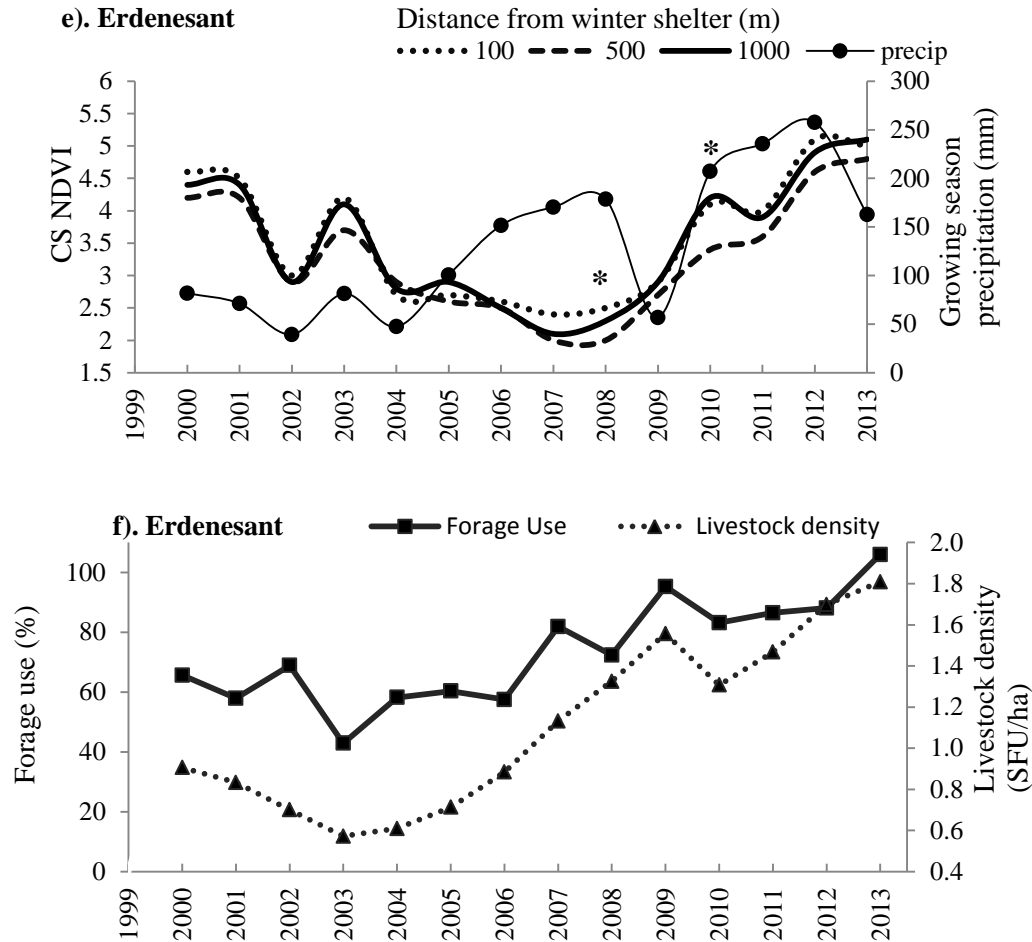 e). Erdenesant
Distance from winter shelter (m)
100 500 1000 precip
6
5.5
5
4.5
4
3.5
3
2.5
2
1.5
CS NDVI
300
250
200
150
100
50
0
Growing season
precipitation (mm)
*
*
1999 2000 2001 2002 2003 2004 2005 2006 2007 2008 2009 2010 2011 2012 2013
f). Erdenesant
Forage Use Livestock density
100
80
60
40
20
0
Forage use (%)
2.0
1.8
1.6
1.4
1.2
1.0
0.8
0.6
0.4
Livestock density
(SFU/ha)
1999 2000 2001 2002 2003 2004 2005 2006 2007 2008 2009 2010 2011 2012 2013